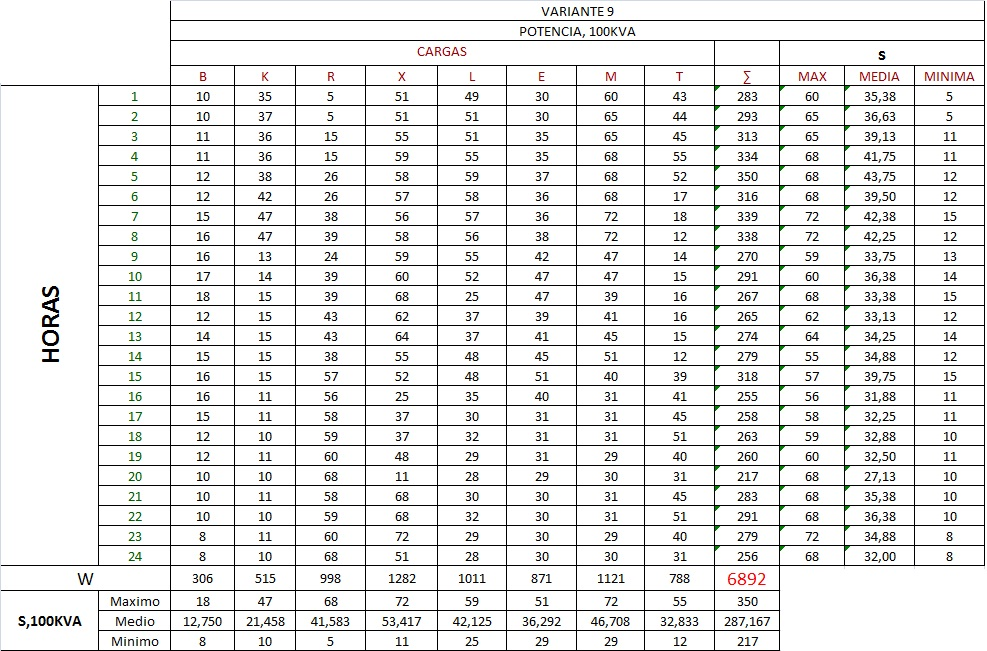 VARIANTE 9
POTENCIA, 100KVA
CARGAS S
B K R X L E M T ∑ MAX MEDIA MINIMA
HORAS
1 10 35 5 51 49 30 60 43 283 60 35,38 5
2 10 37 5 51 51 30 65 44 293 65 36,63 5
3 11 36 15 55 51 35 65 45 313 65 39,13 11
4 11 36 15 59 55 35 68 55 334 68 41,75 11
5 12 38 26 58 59 37 68 52 350 68 43,75 12
6 12 42 26 57 58 36 68 17 316 68 39,50 12
7 15 47 38 56 57 36 72 18 339 72 42,38 15
8 16 47 39 58 56 38 72 12 338 72 42,25 12
9 16 13 24 59 55 42 47 14 270 59 33,75 13
10 17 14 39 60 52 47 47 15 291 60 36,38 14
11 18 15 39 68 25 47 39 16 267 68 33,38 15
12 12 15 43 62 37 39 41 16 265 62 33,13 12
13 14 15 43 64 37 41 45 15 274 64 34,25 14
14 15 15 38 55 48 45 51 12 279 55 34,88 12
15 16 15 57 52 48 51 40 39 318 57 39,75 15
16 16 11 56 25 35 40 31 41 255 56 31,88 11
17 15 11 58 37 30 31 31 45 258 58 32,25 11
18 12 10 59 37 32 31 31 51 263 59 32,88 10
19 12 11 60 48 29 31 29 40 260 60 32,50 11
20 10 10 68 11 28 29 30 31 217 68 27,13 10
21 10 11 58 68 30 30 31 45 283 68 35,38 10
22 10 10 59 68 32 30 31 51 291 68 36,38 10
23 8 11 60 72 29 30 29 40 279 72 34,88 8
24 8 10 68 51 28 30 30 31 256 68 32,00 8
W 306 515 998 1282 1011 871 1121 788 6892
S,100KVA
Maximo 18 47 68 72 59 51 72 55 350
Medio 12,750 21,458 41,583 53,417 42,125 36,292 46,708 32,833 287,167
Minimo 8 10 5 11 25 29 29 12 217